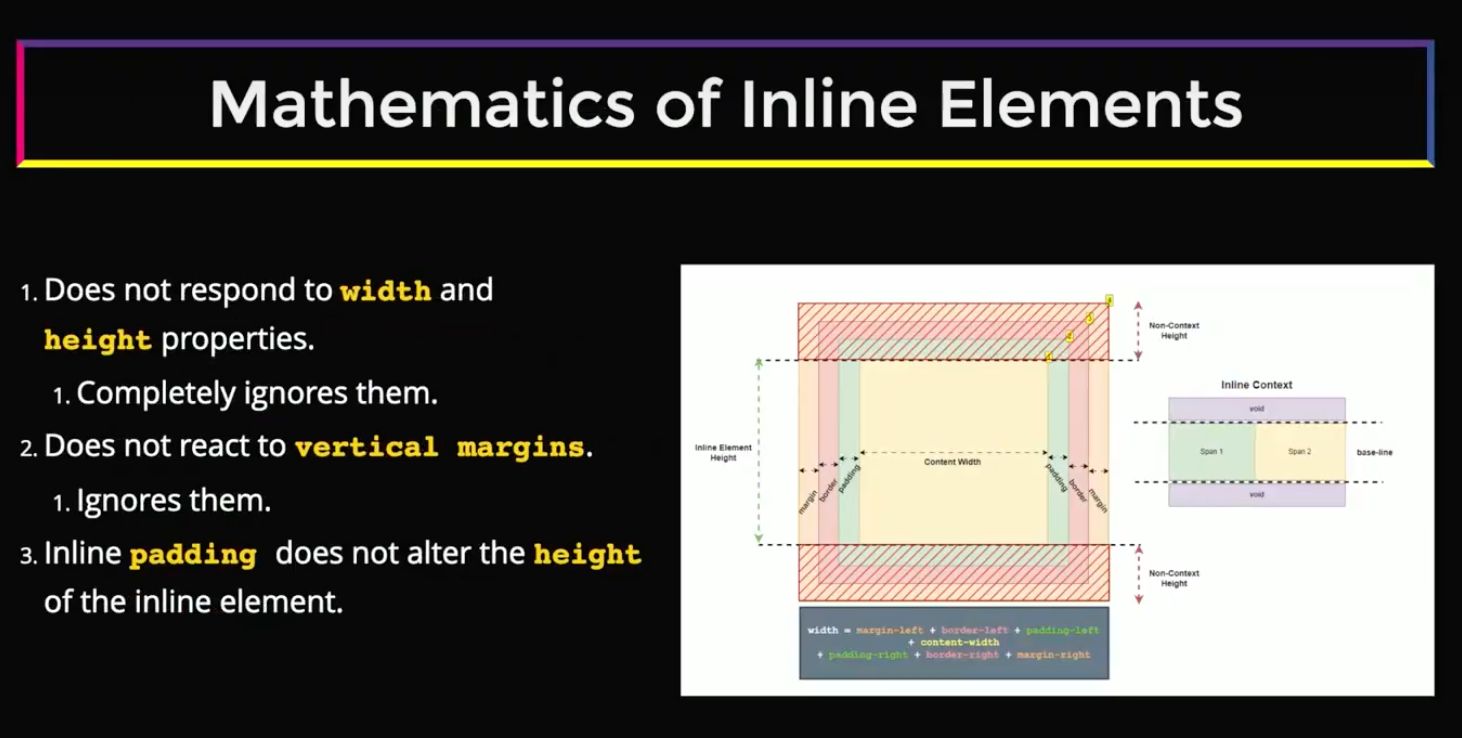 Mathematics of Inline Elements
1. Does not respond to width and
height properties.
1. Completely ignores them.
2. Does not react to vertical margins.
1. Ignores them.
3. Inline padding does not alter the height
of the inline element.
4
3
2
1
Non-Context
Height
Inline Element
Height
Content Width
margin
border
padding
padding
border
margin
Non-Context
Height
width = margin-left + border-left + padding-left
+ content-width
+ padding-right + border-right + margin-right
Inline Context
void
Span 1
Span 2
base-line
void